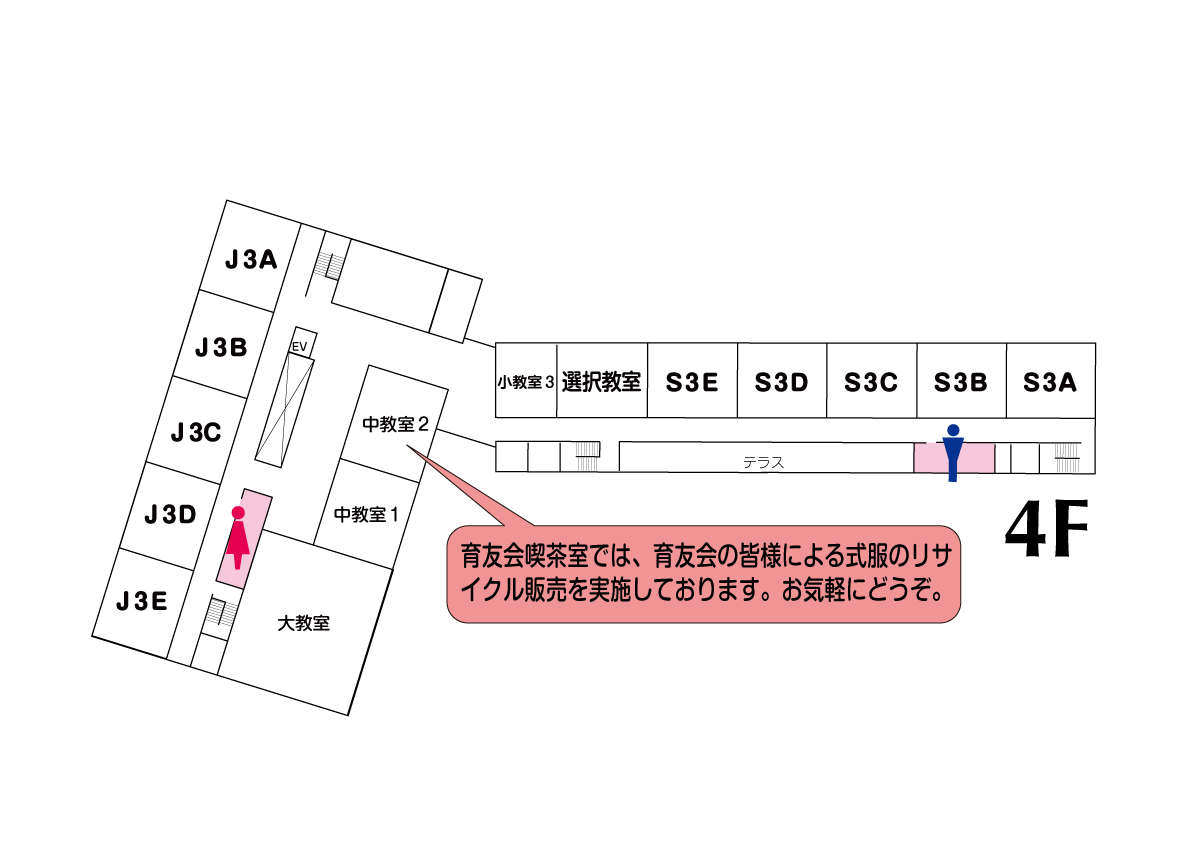 J3A
J3B
EV
J3C
J3D
J3E
中教室2
中教室1
大教室
小教室3
選択教室
S3E
S3D
S3C
S3B
S3A
テラス
4F
育友会喫茶室では、育友会の皆様による式服のリサ
イクル販売を実施しております。お気軽にどうぞ。